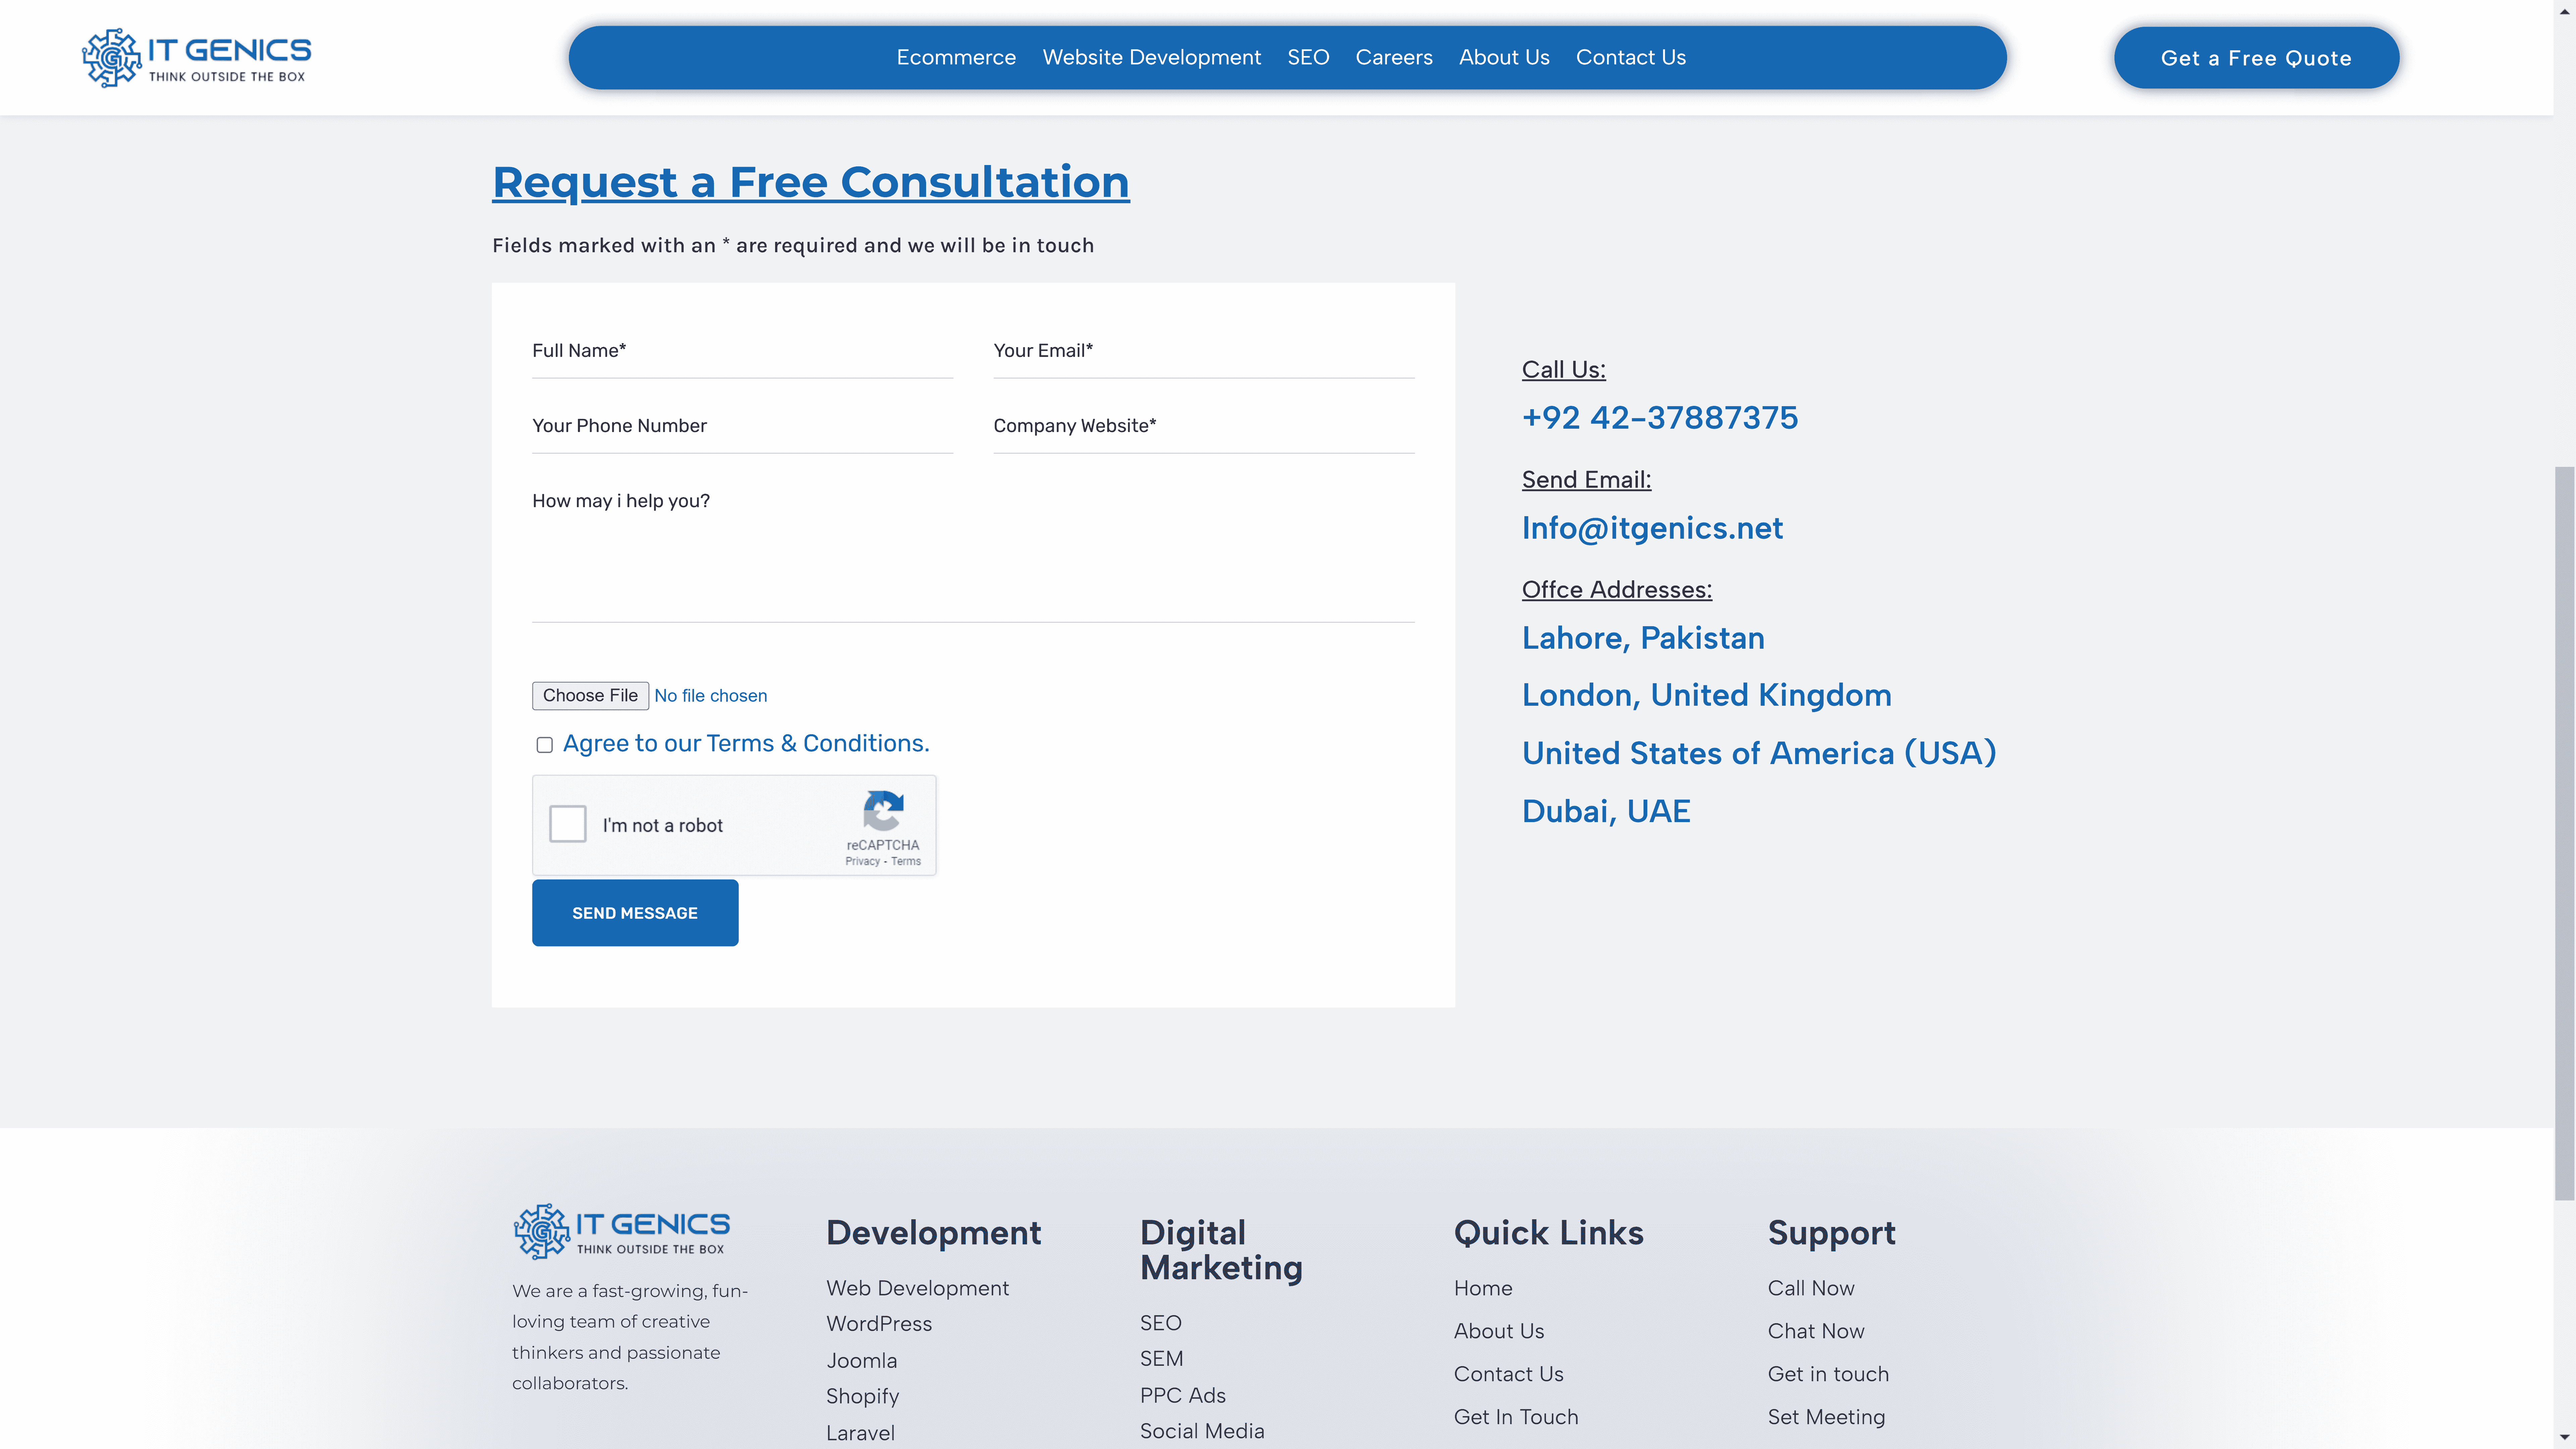 IT GENICS
THINK OUTSIDE THE BOX
Ecommerce Website Development SEO Careers About Us Contact Us
Get a Free Quote
Request a Free Consultation
Fields marked with an * are required and we will be in touch
Full Name*
Your Email*
Your Phone Number
Company Website*
How may i help you?
Choose File No file chosen
Agree to our Terms & Conditions.
I'm not a robot
reCAPTCHA
Privacy - Terms
SEND MESSAGE
Call Us:
+92 42-37887375
Send Email:
Info@itgenics.net
Offce Addresses:
Lahore, Pakistan
London, United Kingdom
United States of America (USA)
Dubai, UAE
IT GENICS
THINK OUTSIDE THE BOX
We are a fast-growing, fun-
loving team of creative
thinkers and passionate
collaborators.
Development
Web Development
WordPress
Joomla
Shopify
Laravel
Digital
Marketing
SEO
SEM
PPC Ads
Social Media
Quick Links
Home
About Us
Contact Us
Get In Touch
Support
Call Now
Chat Now
Get in touch
Set Meeting